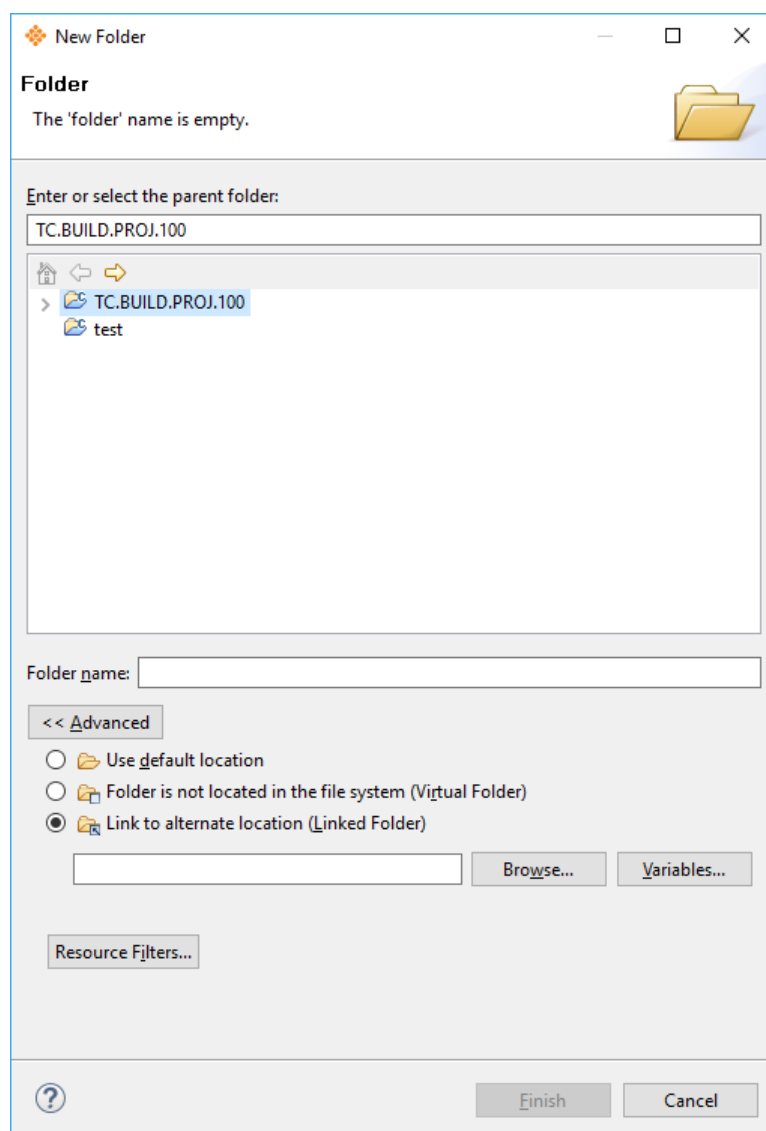 New Folder
Folder
The 'folder' name is empty.
Enter or select the parent folder:
TC.BUILD.PROJ.100
TC.BUILD.PROJ.100
test
Folder name:
<< Advanced
Use default location
Folder is not located in the file system (Virtual Folder)
Link to alternate location (Linked Folder)
Browse... Variables...
Resource Filters...
? Finish Cancel